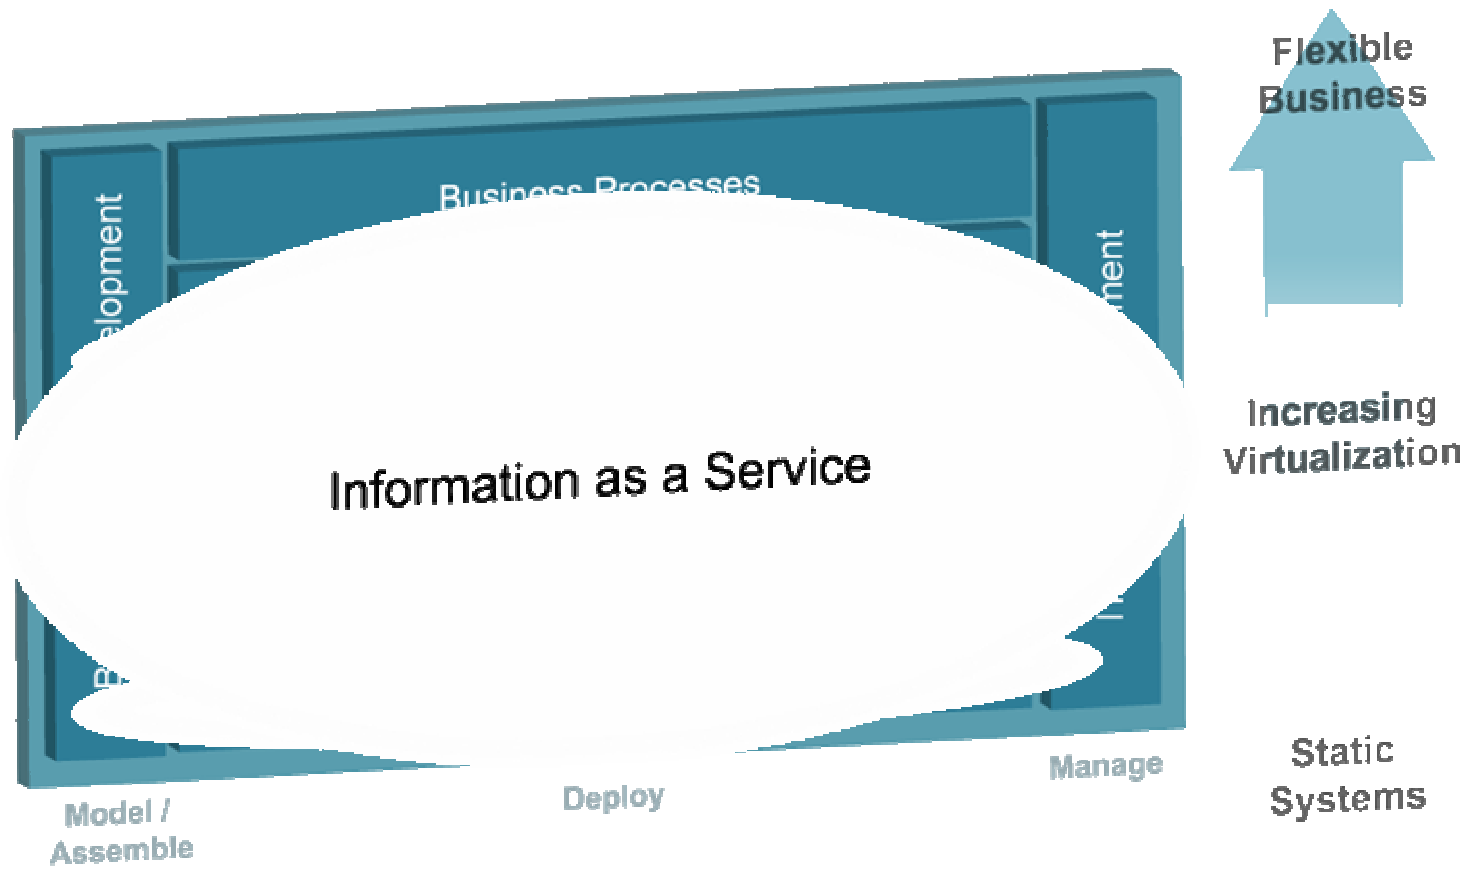 Flexible
Business
Business Processes
Information as a Service
Increasing
Virtualization
Static
Systems
Model /
Assemble
Deploy
Manage